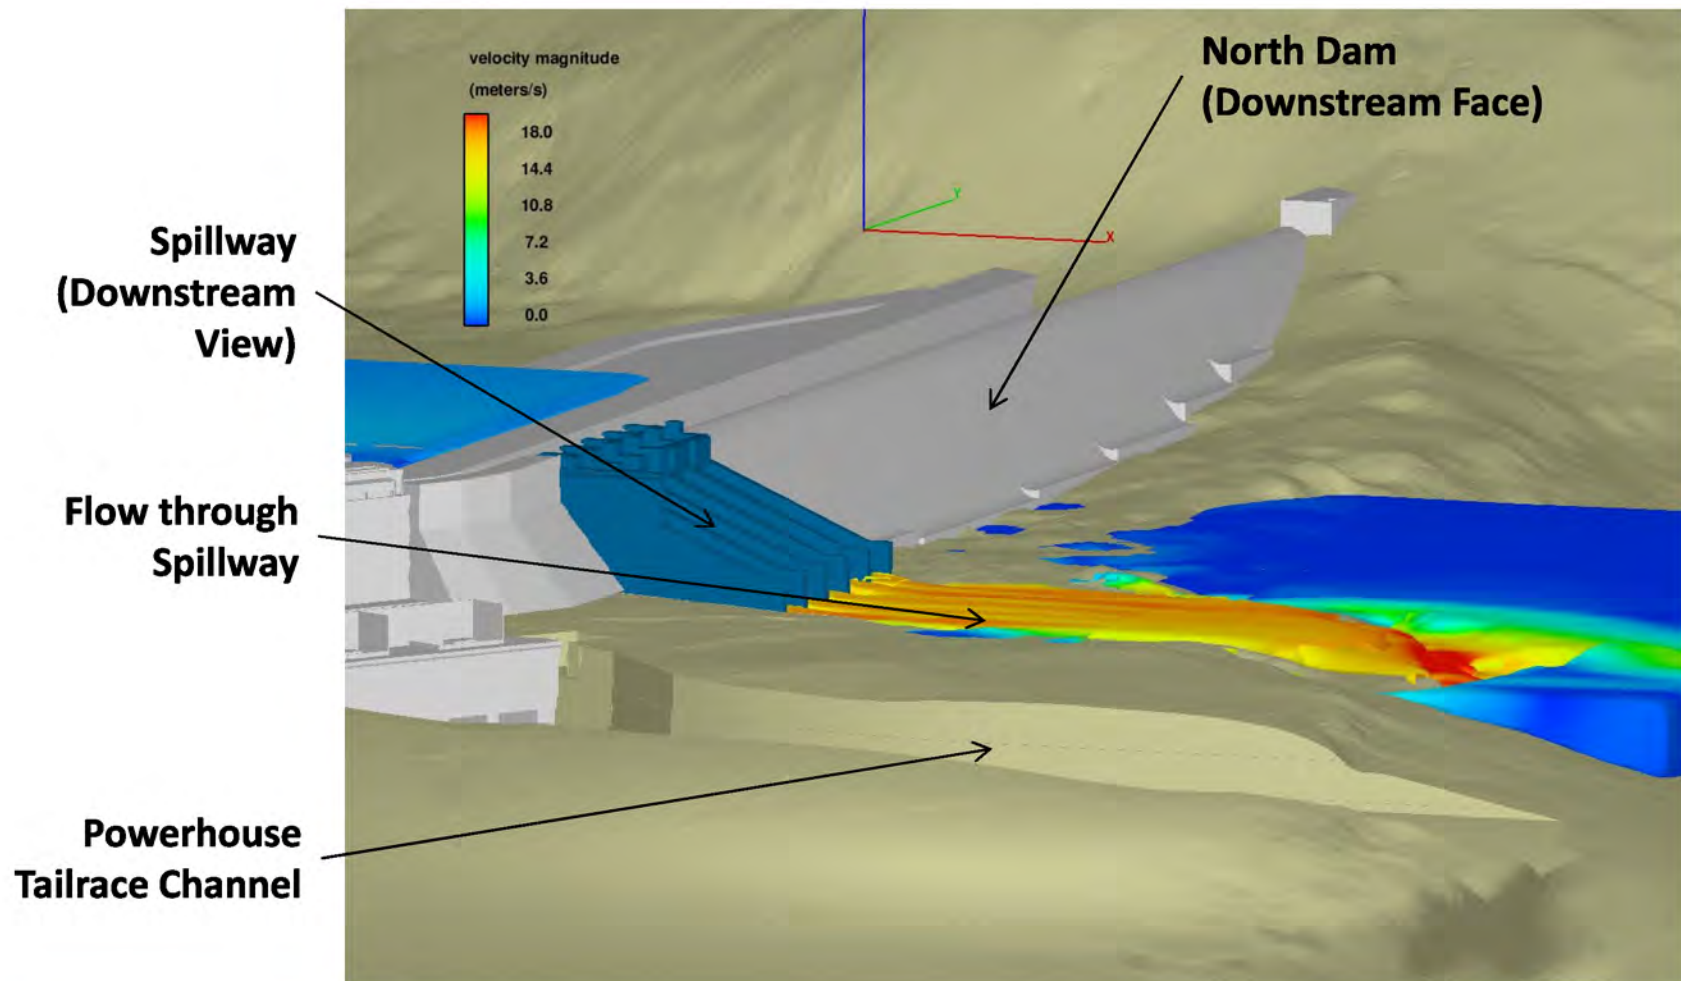 velocity magnitude
(meters/s)
18.0
14.4
10.8
7.2
3.6
0.0
North Dam
(Downstream Face)
Y
X
Spillway
(Downstream
View)
Flow through
Spillway
Powerhouse
Tailrace Channel